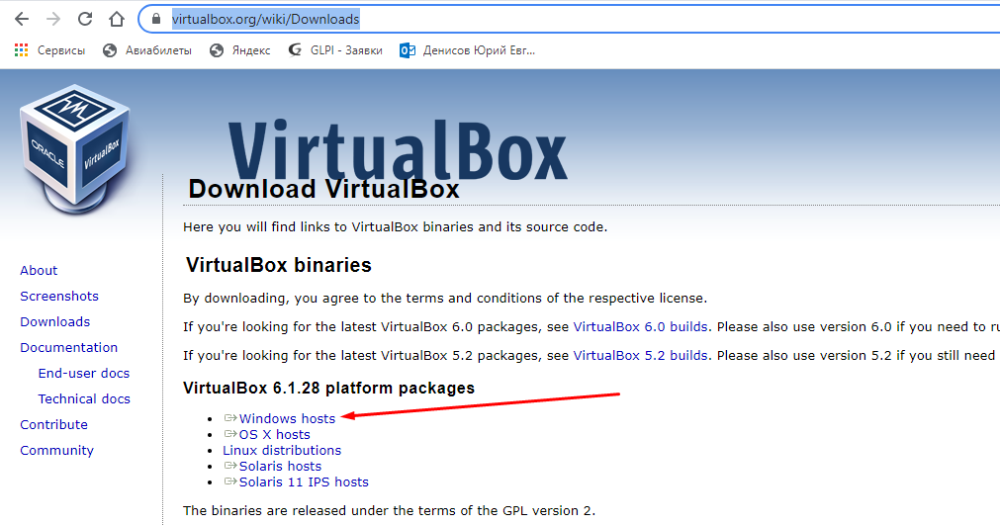 virtualbox.org/wiki/Downloads
Сервисы Авиабилеты Яндекс GLPI - Заявки Денисов Юрий Евг...
ORACLE VirtualBox
VirtualBox
Download VirtualBox
Here you will find links to VirtualBox binaries and its source code.
VirtualBox binaries
About
By downloading, you agree to the terms and conditions of the respective license.
Screenshots
Downloads
If you're looking for the latest VirtualBox 6.0 packages, see VirtualBox 6.0 builds. Please also use version 6.0 if you need to
Documentation
If you're looking for the latest VirtualBox 5.2 packages, see VirtualBox 5.2 builds. Please also use version 5.2 if you still need
End-user docs
Technical docs
Contribute
Community
VirtualBox 6.1.28 platform packages
Windows hosts
OS X hosts
Linux distributions
Solaris hosts
Solaris 11 IPS hosts
The binaries are released under the terms of the GPL version 2.